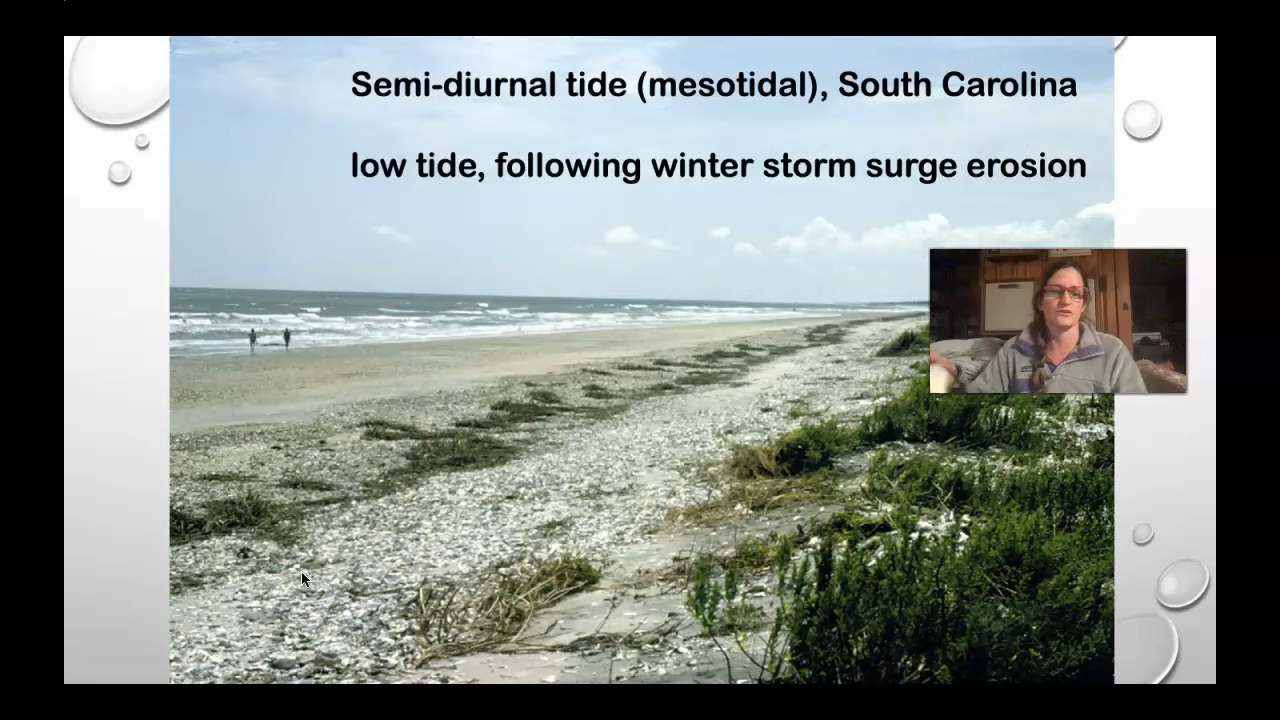 Semi-diurnal tide (mesotidal), South Carolina
low tide, following winter storm surge erosion